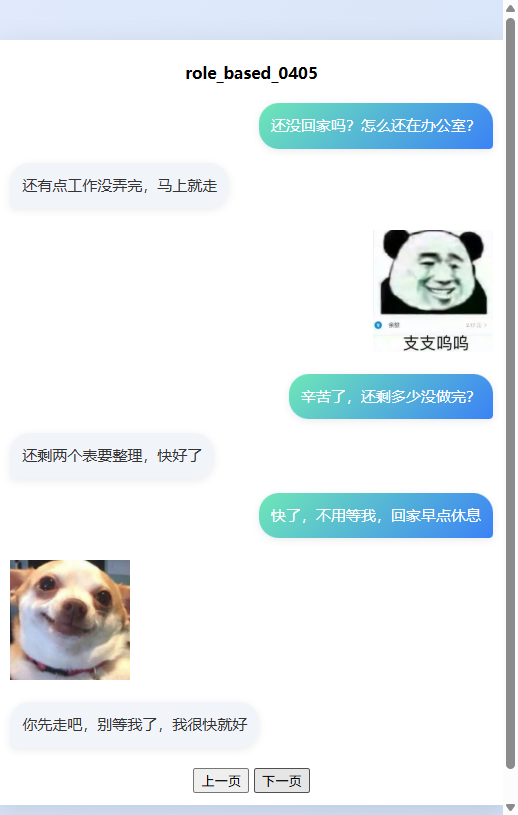 role_based_0405
还没回家吗？怎么还在办公室？
还有点工作没弄完，马上就走
支支呜呜
辛苦了，还剩多少没做完？
还剩两个表要整理，快好了
快了，不用等我，回家早点休息
你先走吧，别等我了，我很快就好
上一页 下一页